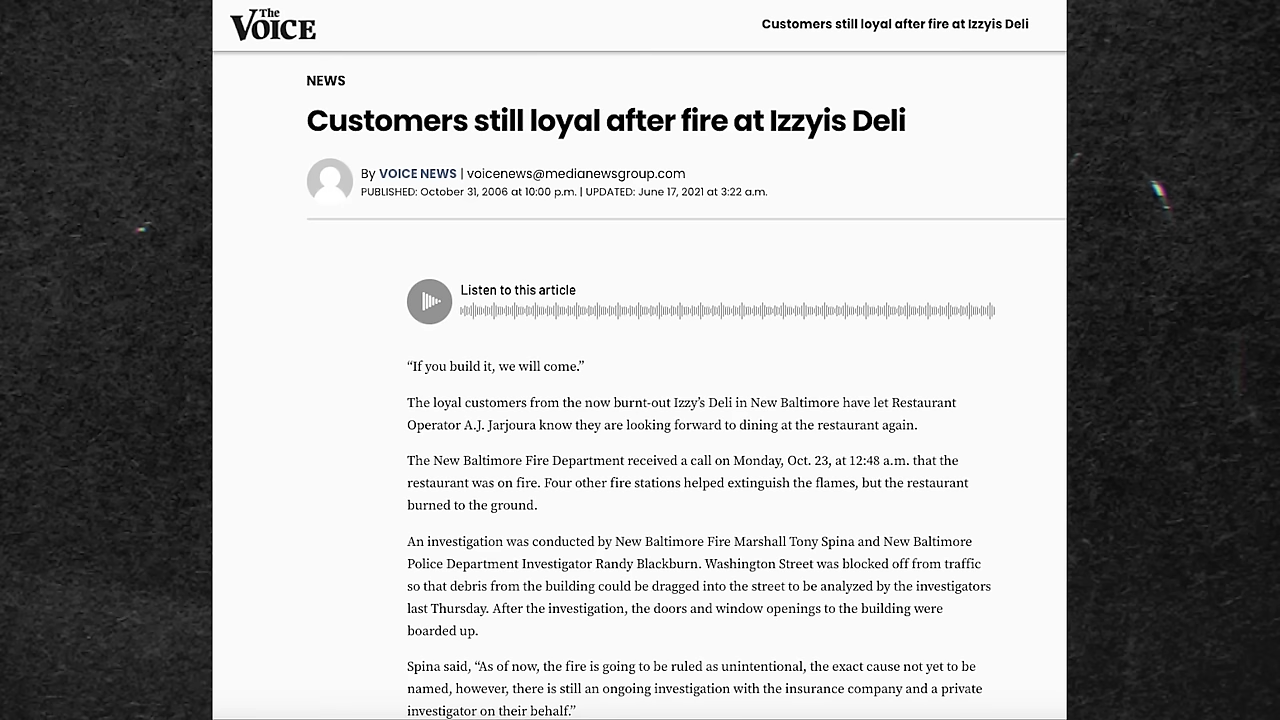 The
VOICE
Customers still loyal after fire at Izzyis Deli
NEWS
Customers still loyal after fire at Izzyis Deli
By VOICE NEWS | voicenews@medianewsgroup.com
PUBLISHED: October 31, 2006 at 10:00 p.m. | UPDATED: June 17, 2021 at 3:22 a.m.
Listen to this article
“If you build it, we will come.”
The loyal customers from the now burnt-out Izzy’s Deli in New Baltimore have let Restaurant
Operator A.J. Jarjoura know they are looking forward to dining at the restaurant again.
The New Baltimore Fire Department received a call on Monday, Oct. 23, at 12:48 a.m. that the
restaurant was on fire. Four other fire stations helped extinguish the flames, but the restaurant
burned to the ground.
An investigation was conducted by New Baltimore Fire Marshall Tony Spina and New Baltimore
Police Department Investigator Randy Blackburn. Washington Street was blocked off from traffic
so that debris from the building could be dragged into the street to be analyzed by the investigators
last Thursday. After the investigation, the doors and window openings to the building were
boarded up.
Spina said, “As of now, the fire is going to be ruled as unintentional, the exact cause not yet to be
named, however, there is still an ongoing investigation with the insurance company and a private
investigator on their behalf.”